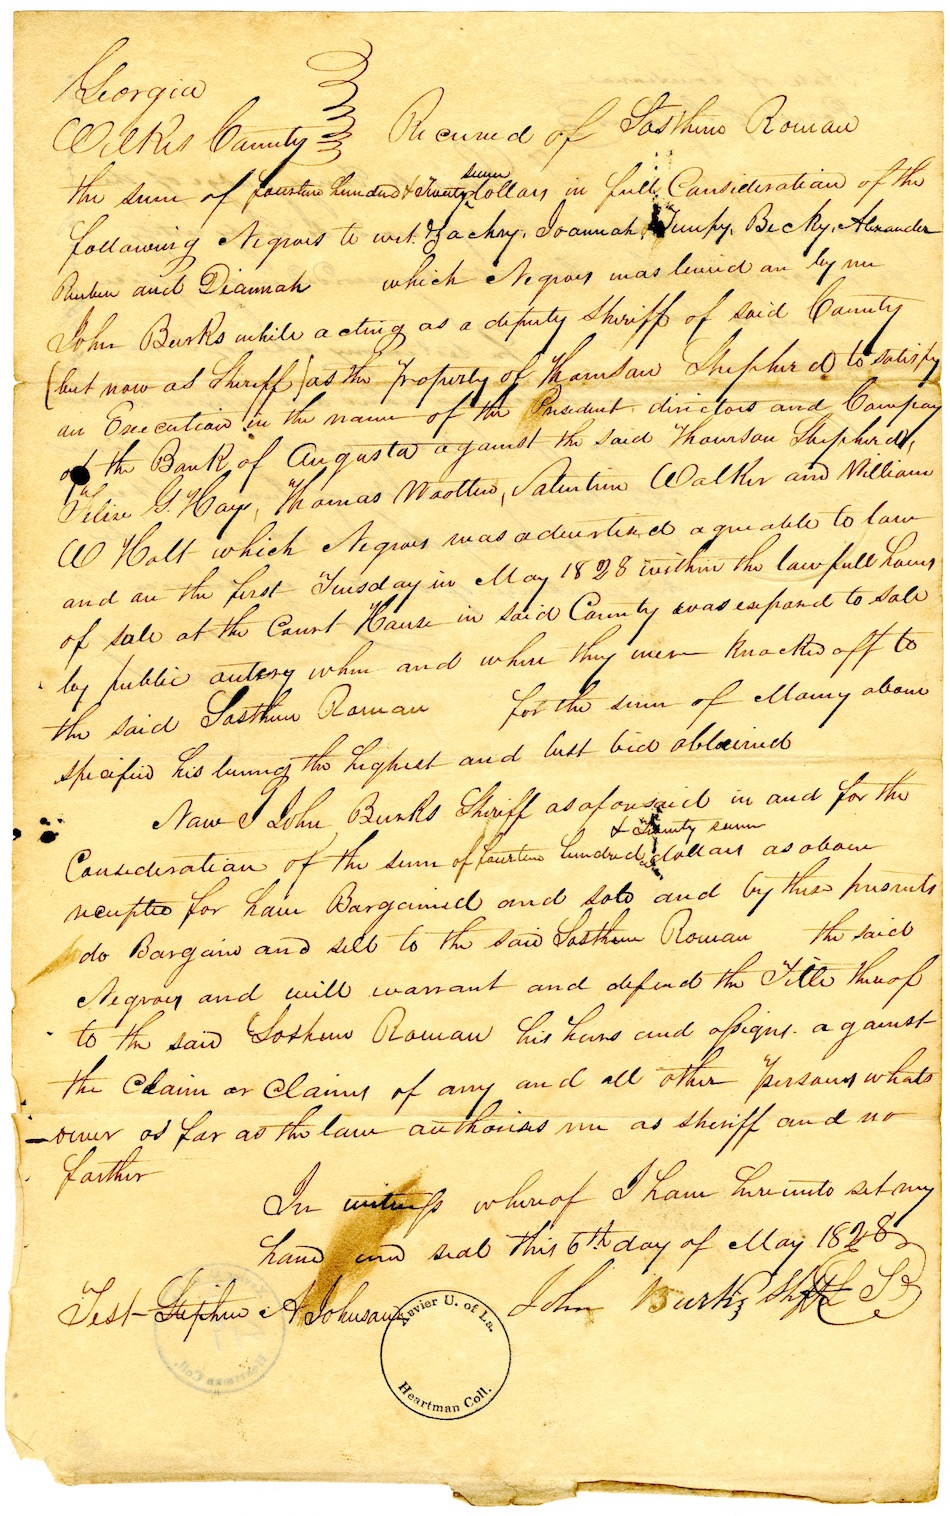 Georgia
Wilkes County Received of Sosthene Roman
the sum of fourteen hundred & Twenty seven dollars in full Consideration of the
following Negroes to wit. Zachry, Joannah, Tempy, Becky, Alexander
Reuben and Diannah which Negroes was levied on by me
John Burks while acting as a deputy Sheriff of said County
(but now as Sheriff) as the Property of Thomson Shepherd to satisfy
an Execution in the name of the President directors and Company
of the Bank of Augusta against the said Thomson Shepherd,
Felix G. Hay, Thomas Wootten, Valentine Walker and William
W Holt which Negroes was advertised agreable to law
and on the first Tuesday in May 1828 within the lawfull hours
of sale at the Court House in said County was exposed to sale
by public outcry when and where they were knocked off to
the said Sosthene Roman for the sum of Money above
specified his being the highest and best bid obtained
Now I John Burks Sheriff as aforesaid in and for the
Consideration of the sum of fourteen hundred & Twenty seven dollars as above
receipted for have Bargained and sold and by these presents
do Bargain and sell to the said Sosthene Roman the said
Negroes and will warrant and defend the Title thereof
to the said Sosthene Roman his heirs and assigns against
the Claim or Claims of any and all other persons whats
oever as far as the law authorises me as sheriff and no
farther
In witness whereof I have hereunto set my
hand and seal this 6th day of May 1828
Test Stephen A Johnson John Burks Shff L S
Xavier U. of La.
Heartman Coll.